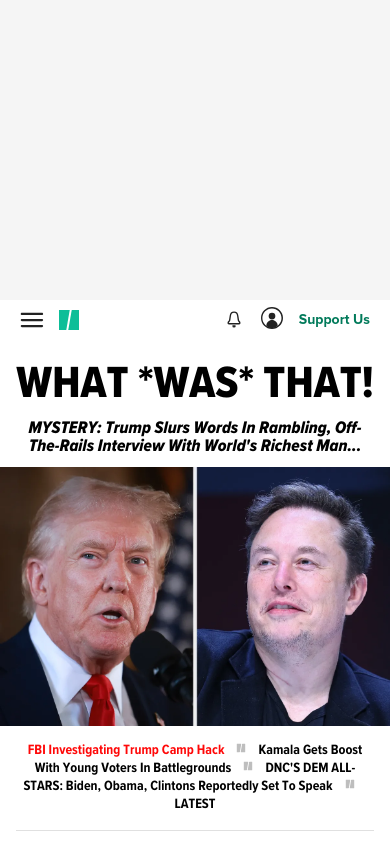 Support Us
WHAT *WAS* THAT!
MYSTERY: Trump Slurs Words In Rambling, Off-
The-Rails Interview With World's Richest Man...
FBI Investigating Trump Camp Hack Kamala Gets Boost
With Young Voters In Battlegrounds DNC'S DEM ALL-
STARS: Biden, Obama, Clintons Reportedly Set To Speak
LATEST